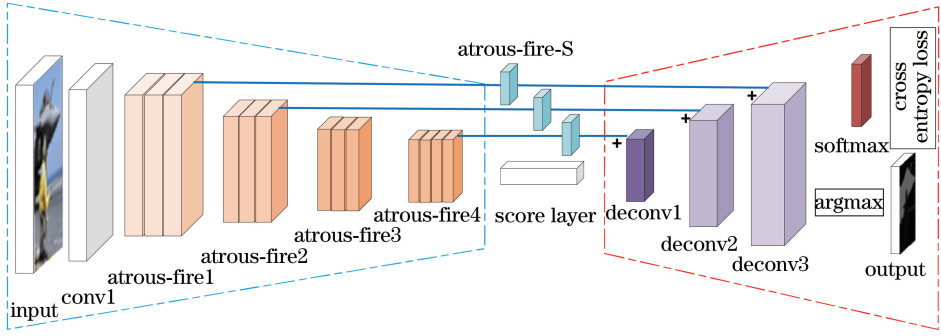 atrous-fire-S
cross
entropy loss
+
+
+
softmax
argmax
score layer
deconv1
deconv2
deconv3
output
atrous-fire4
atrous-fire3
atrous-fire2
atrous-fire1
conv1
input